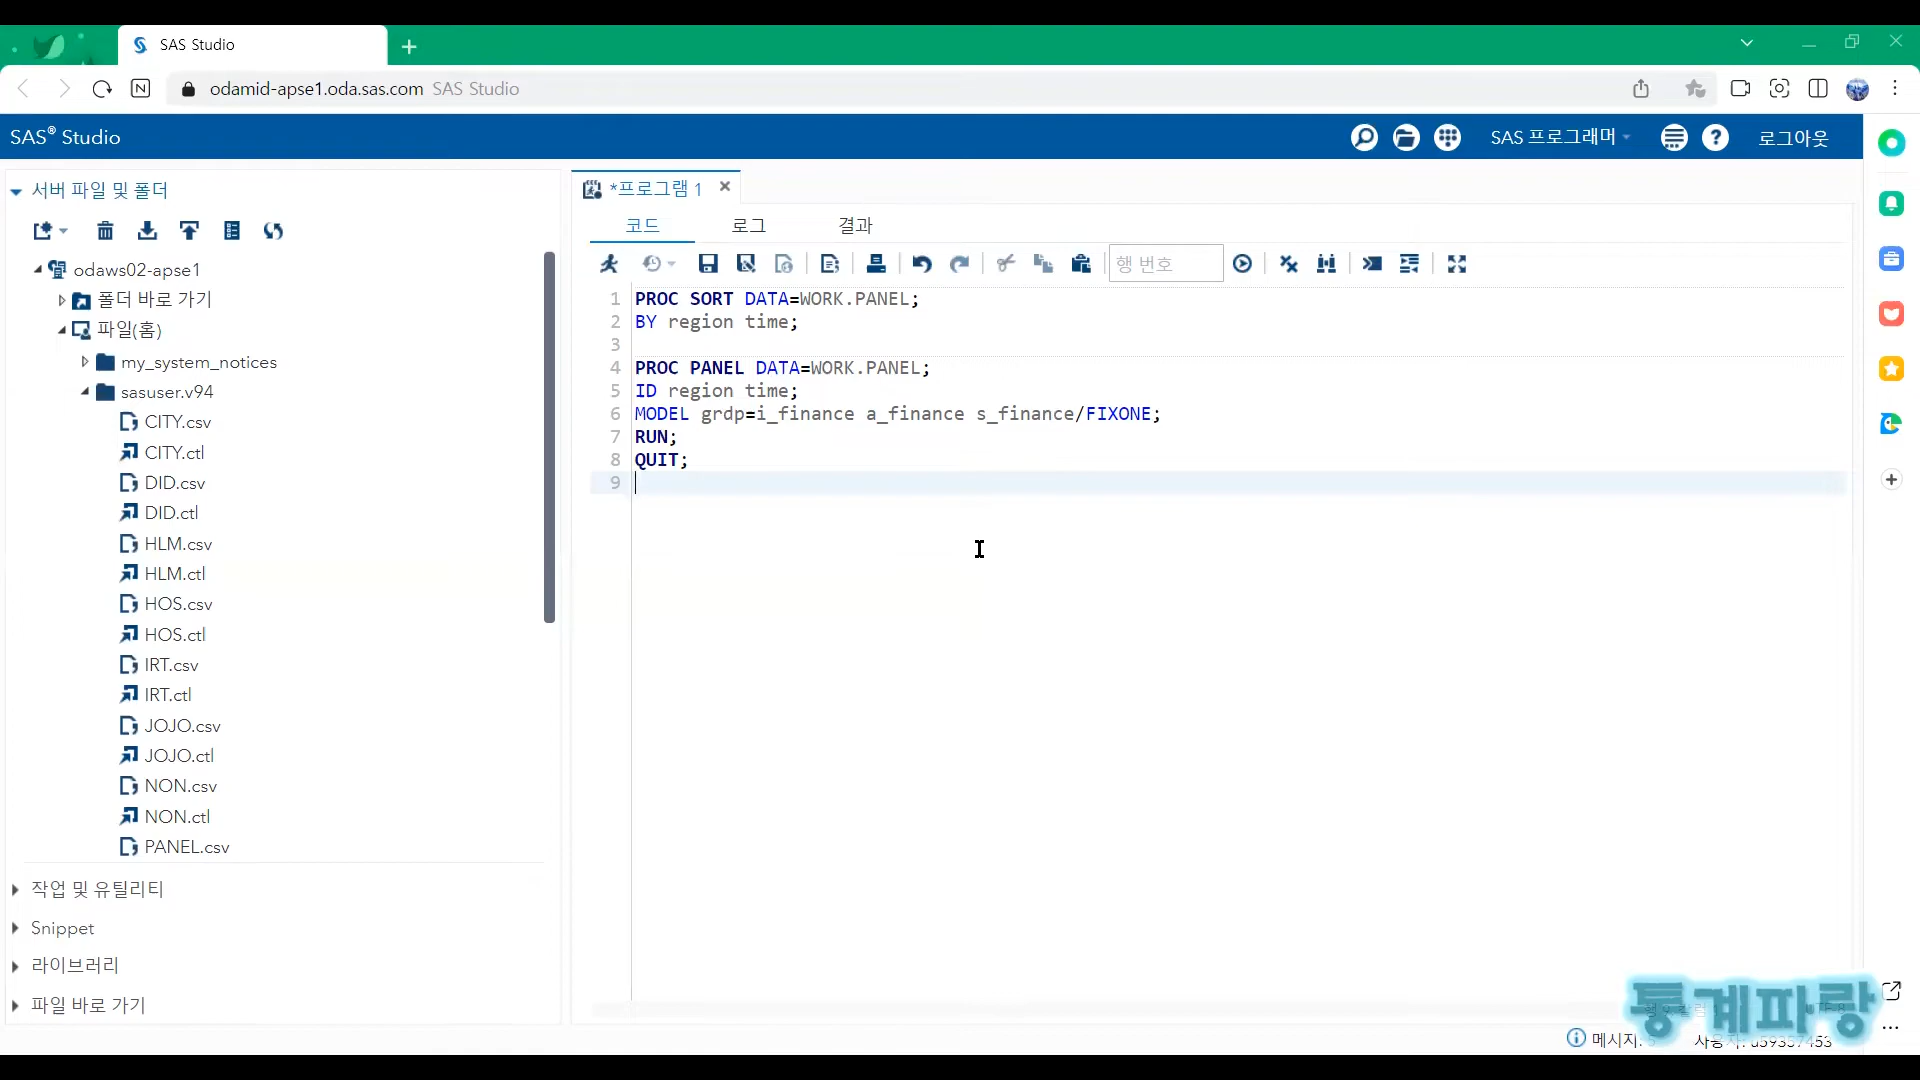 SAS Studio
odamid-apse1.oda.sas.com SAS Studio
SAS® Studio
SAS 프로그래머
로그아웃
서버 파일 및 폴더
odaws02-apse1
폴더 바로 가기
파일(홈)
my_system_notices
sasuser.v94
CITY.csv
CITY.ctl
DID.csv
DID.ctl
HLM.csv
HLM.ctl
HOS.csv
HOS.ctl
IRT.csv
IRT.ctl
JOJO.csv
JOJO.ctl
NON.csv
NON.ctl
PANEL.csv
작업 및 유틸리티
Snippet
라이브러리
파일 바로 가기
*프로그램 1
코드 로그 결과
행 번호
1 PROC SORT DATA=WORK.PANEL;
2 BY region time;
3
4 PROC PANEL DATA=WORK.PANEL;
5 ID region time;
6 MODEL grdp=i_finance a_finance s_finance/FIXONE;
7 RUN;
8 QUIT;
9
통계파랑
메시지: